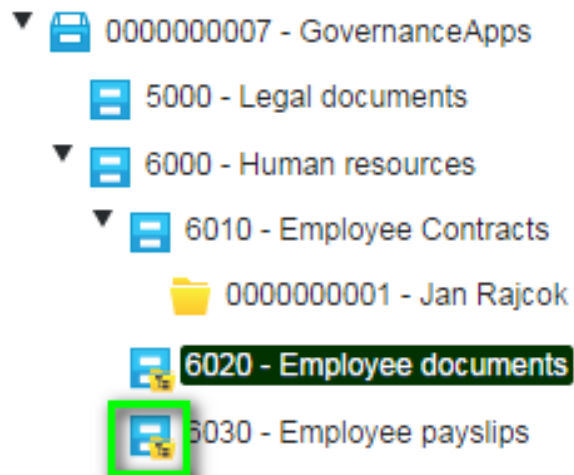 0000000007 - GovernanceApps
5000 - Legal documents
6000 - Human resources
6010 - Employee Contracts
0000000001 - Jan Rajcok
6020 - Employee documents
6030 - Employee payslips